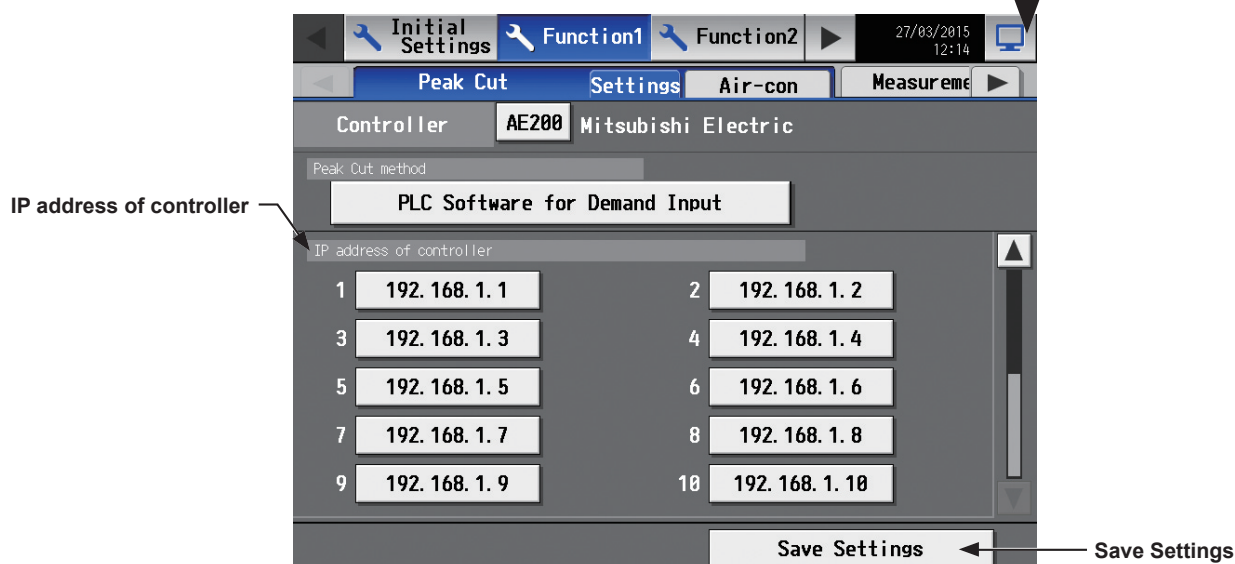 Initial Settings
Function1
Function2
27/03/2015
12:14
Peak Cut
Settings
Air-con
Measureme
Controller
AE200
Mitsubishi Electric
Peak Cut method
PLC Software for Demand Input
IP address of controller
IP address of controller
1 192.168.1.1
2 192.168.1.2
3 192.168.1.3
4 192.168.1.4
5 192.168.1.5
6 192.168.1.6
7 192.168.1.7
8 192.168.1.8
9 192.168.1.9
10 192.168.1.10
Save Settings
Save Settings